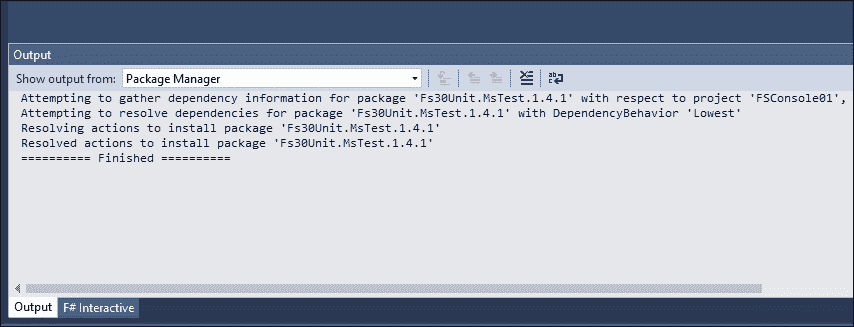 Output
Show output from: Package Manager
Attempting to gather dependency information for package 'Fs30Unit.MsTest.1.4.1' with respect to project 'FSConsole01',
Attempting to resolve dependencies for package 'Fs30Unit.MsTest.1.4.1' with DependencyBehavior 'Lowest'
Resolving actions to install package 'Fs30Unit.MsTest.1.4.1'
Resolved actions to install package 'Fs30Unit.MsTest.1.4.1'
========== Finished ==========
Output F# Interactive